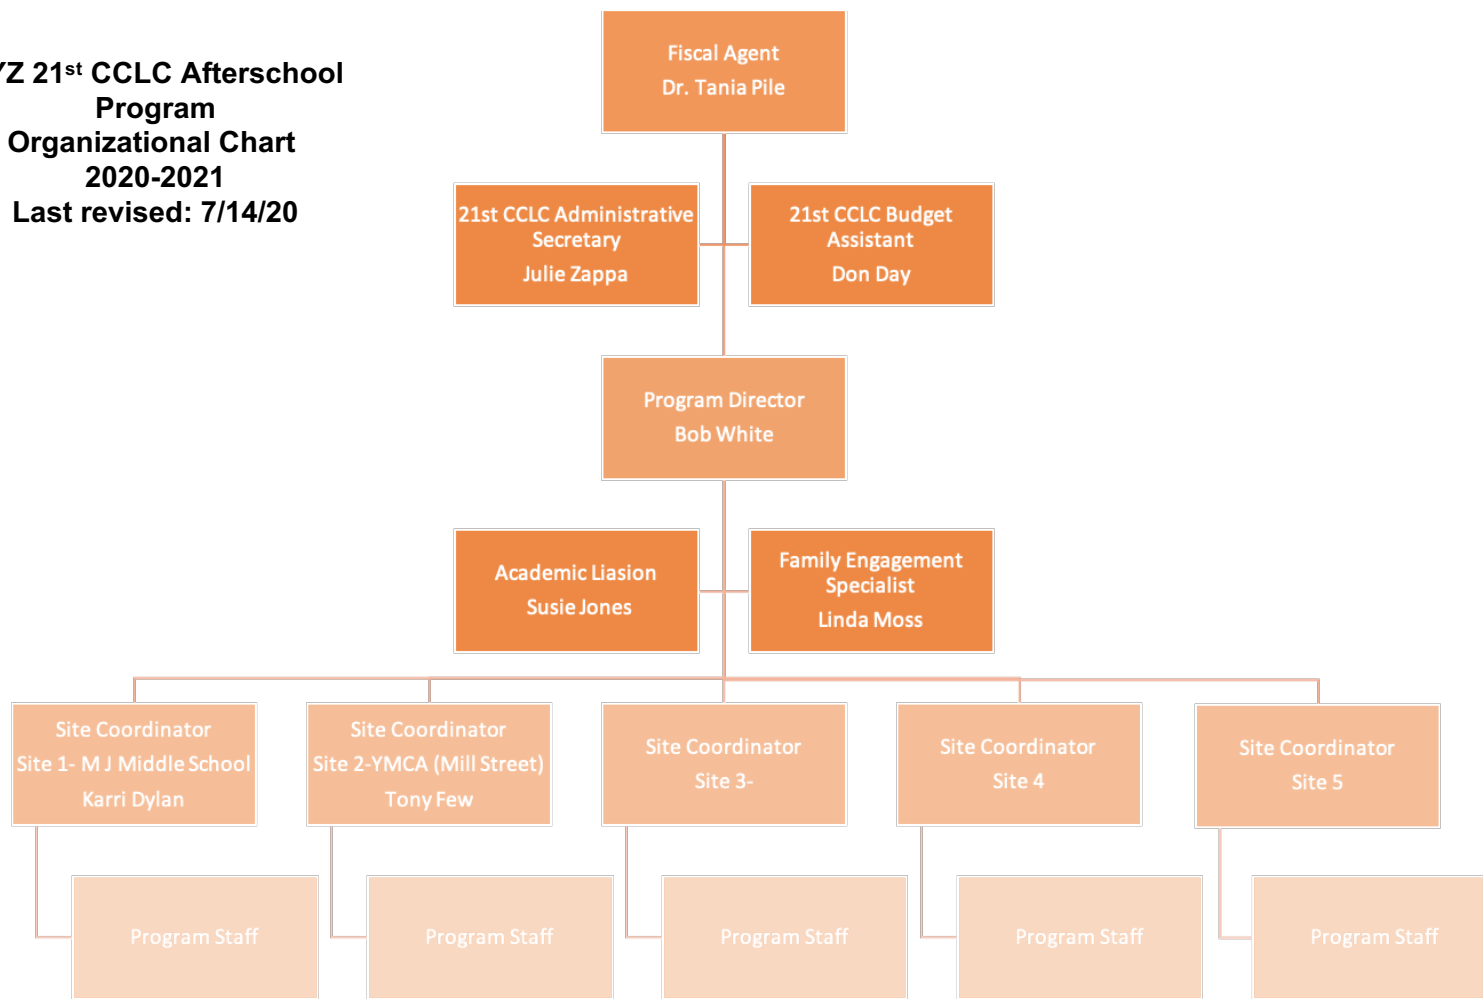 YZ 21st CCLC Afterschool
Program
Organizational Chart
2020-2021
Last revised: 7/14/20
Fiscal Agent
Dr. Tania Pile
21st CCLC Administrative
Secretary
Julie Zappa
21st CCLC Budget
Assistant
Don Day
Program Director
Bob White
Academic Liasion
Susie Jones
Family Engagement
Specialist
Linda Moss
Site Coordinator
Site 1- M J Middle School
Karri Dylan
Site Coordinator
Site 2-YMCA (Mill Street)
Tony Few
Site Coordinator
Site 3-
Site Coordinator
Site 4
Site Coordinator
Site 5
Program Staff
Program Staff
Program Staff
Program Staff
Program Staff